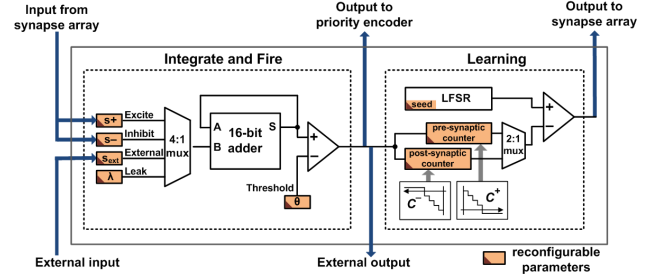 Input from
synapse array
Output to
priority encoder
Output to
synapse array
Integrate and Fire
Learning
s+
Excite
s−
Inhibit
s_ext
External
λ
Leak
4:1
mux
A
B
S
16-bit
adder
+
−
Threshold
θ
seed
LFSR
pre-synaptic
counter
post-synaptic
counter
2:1
mux
+
−
C⁻
C⁺
External input
External output
reconfigurable
parameters